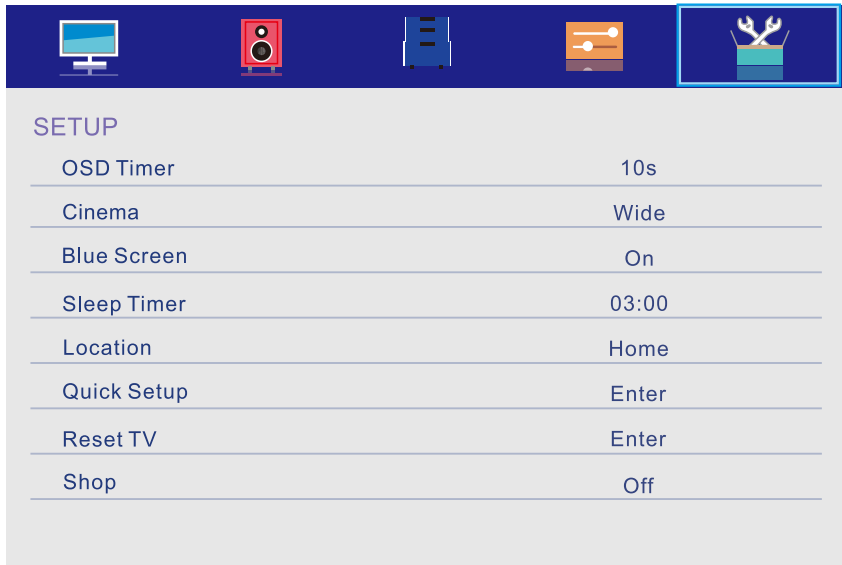 SETUP
OSD Timer 10s
Cinema Wide
Blue Screen On
Sleep Timer 03:00
Location Home
Quick Setup Enter
Reset TV Enter
Shop Off